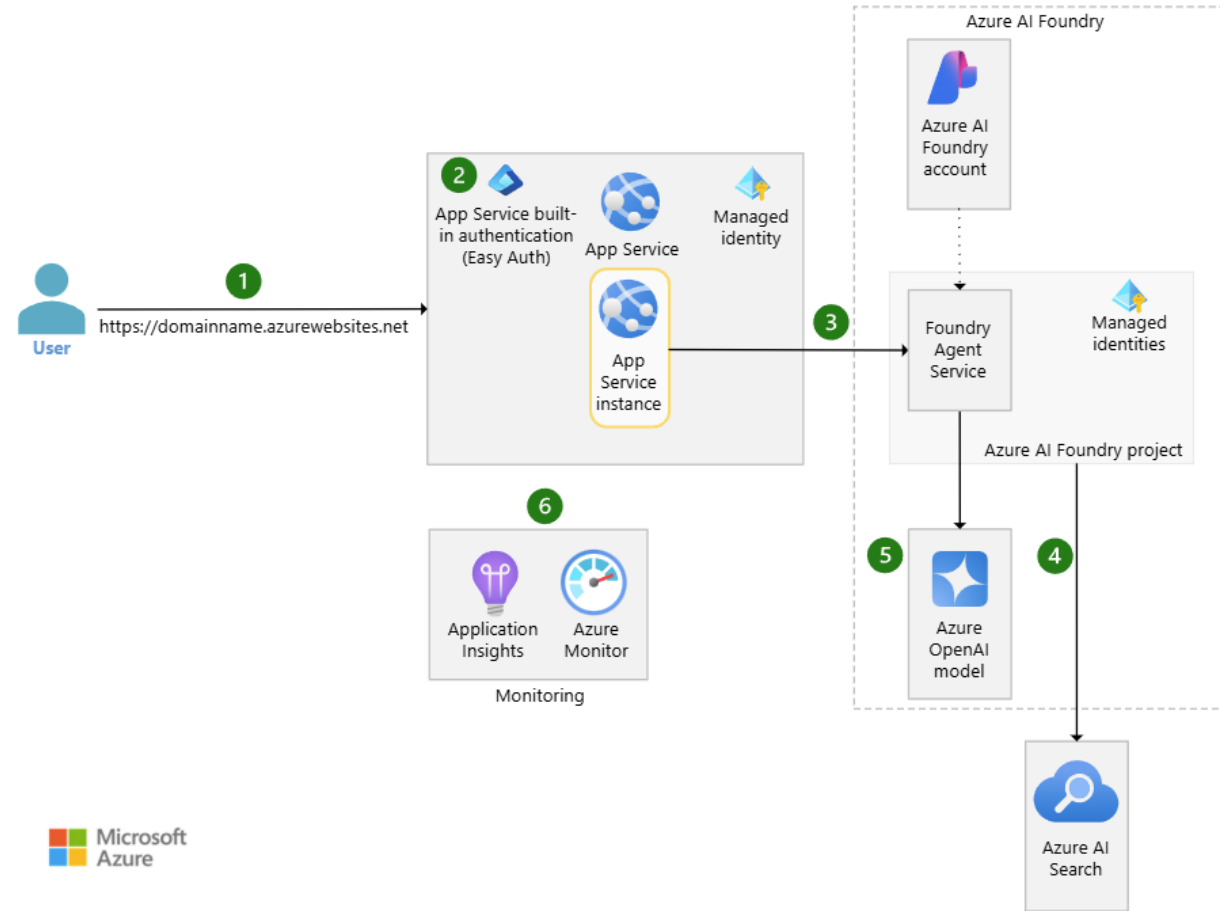 Azure AI Foundry
Azure AI
Foundry
account
2
App Service built-
in authentication
(Easy Auth)
App Service
Managed
identity
1
https://domainname.azurewebsites.net
User
App
Service
instance
3
Foundry
Agent
Service
Managed
identities
Azure AI Foundry project
6
Application
Insights
Azure
Monitor
Monitoring
5
Azure
OpenAI
model
4
Azure AI
Search
Microsoft
Azure